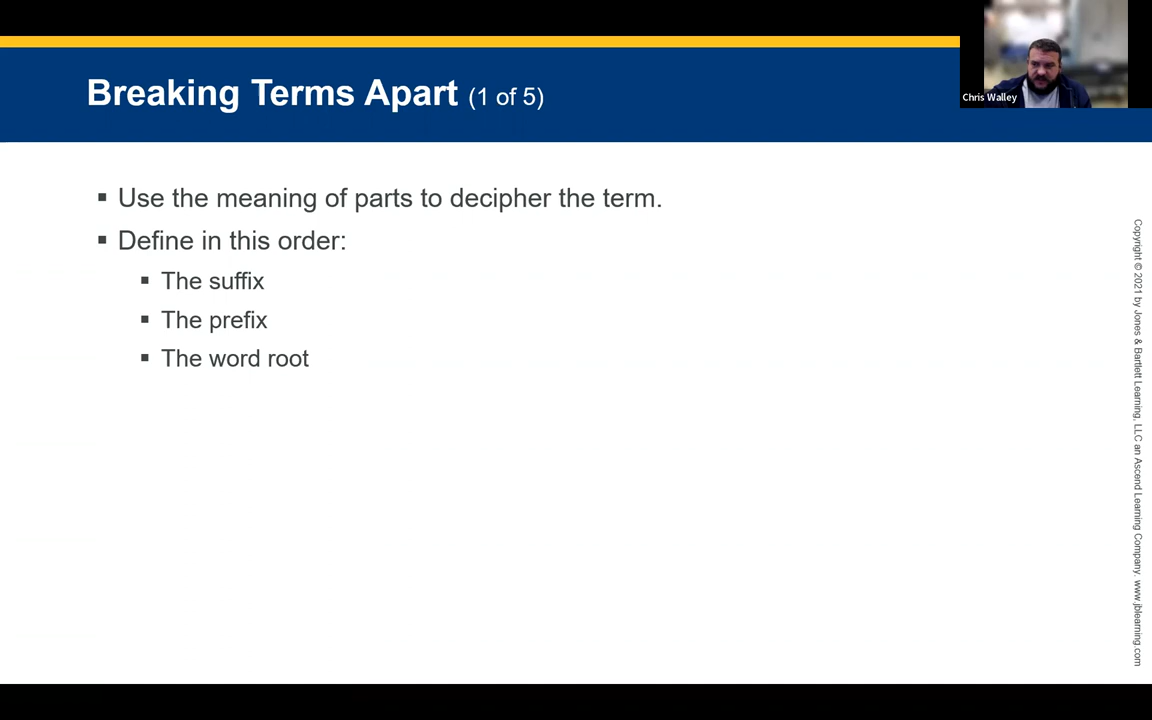 Breaking Terms Apart (1 of 5)
Chris Walley
▪ Use the meaning of parts to decipher the term.
▪ Define in this order:
▪ The suffix
▪ The prefix
▪ The word root
Copyright © 2021 by Jones & Bartlett Learning, LLC an Ascend Learning Company. www.jblearning.com